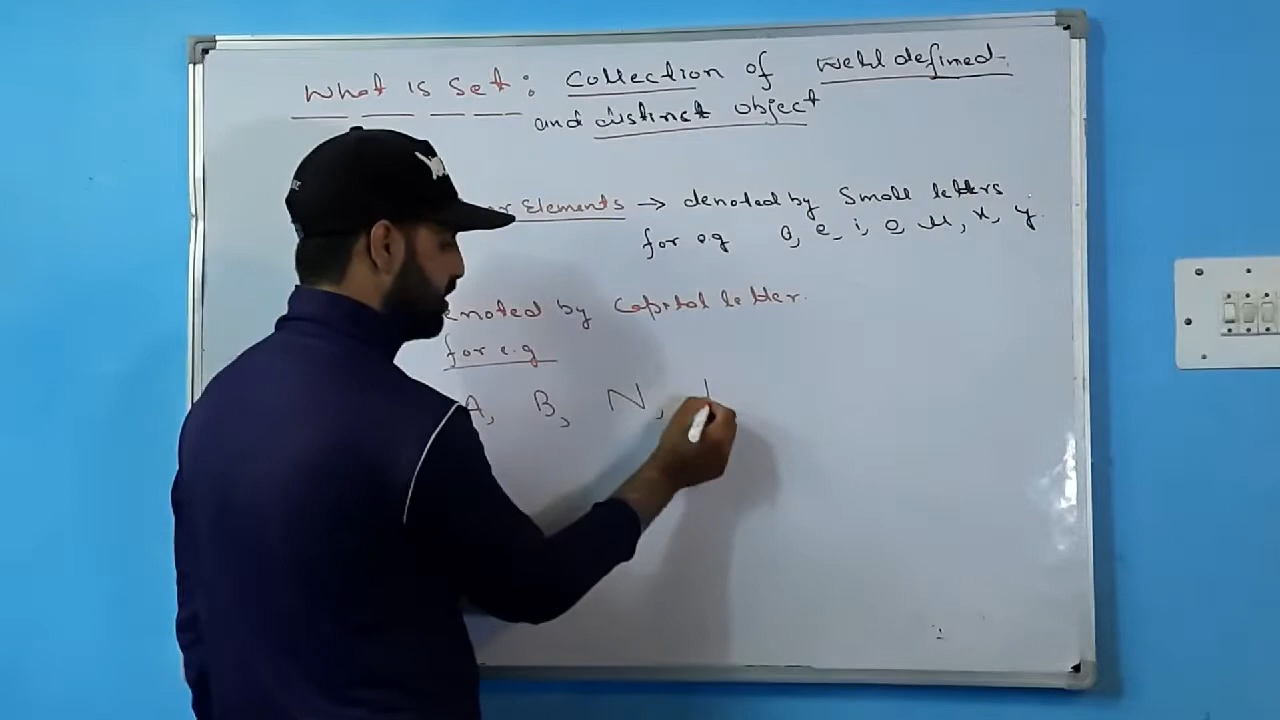 What is Set: Collection of well defined
and distinct object
or Elements → denoted by Small letters
for eg a, e, i, o, u, x, y.
enoted by Capital letter.
for e.g
A, B, N,